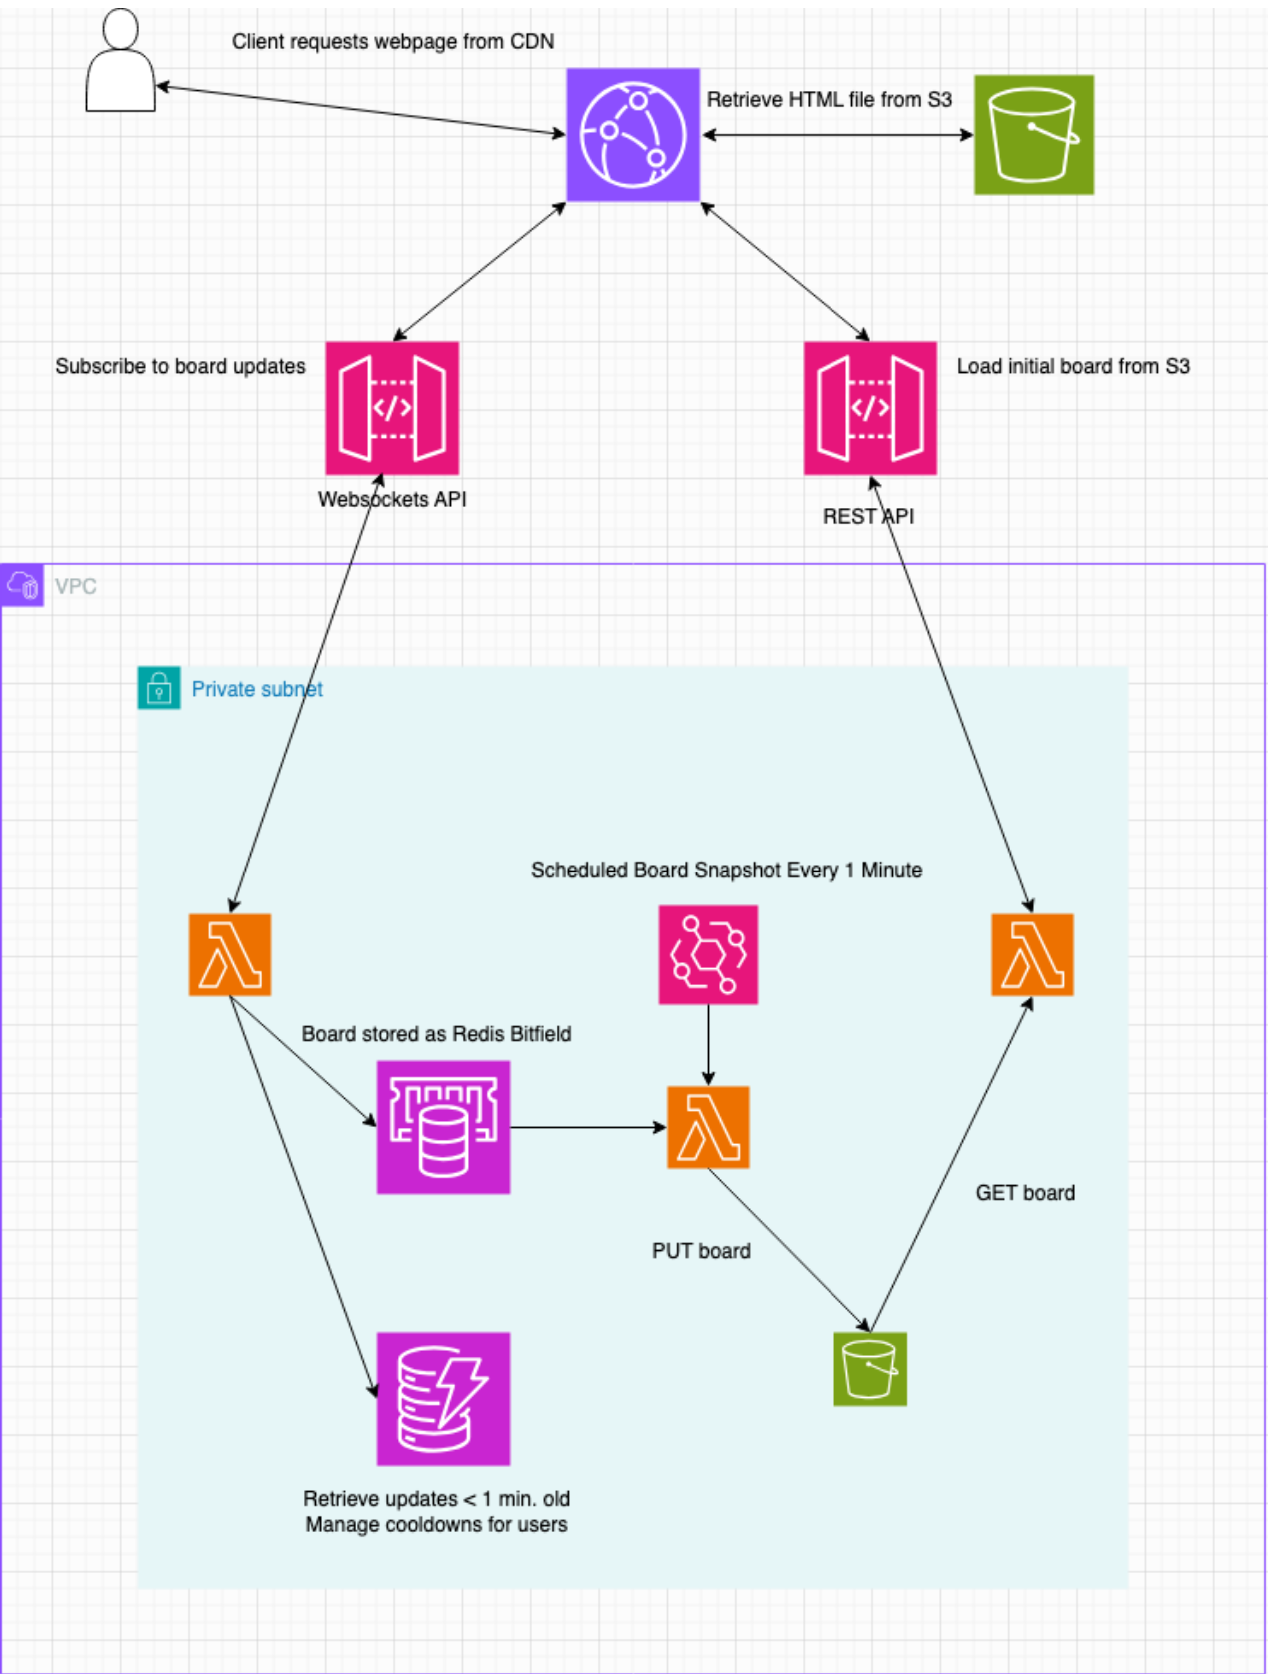 Client requests webpage from CDN
Retrieve HTML file from S3
Subscribe to board updates
Load initial board from S3
Websockets API
REST API
VPC
Private subnet
Scheduled Board Snapshot Every 1 Minute
Board stored as Redis Bitfield
GET board
PUT board
Retrieve updates < 1 min. old
Manage cooldowns for users